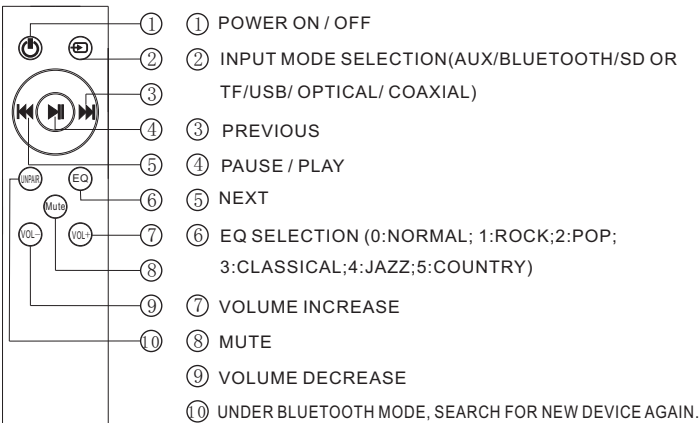 ① ① POWER ON / OFF
② ② INPUT MODE SELECTION(AUX/BLUETOOTH/SD OR
③ TF/USB/ OPTICAL/ COAXIAL)
④ ③ PREVIOUS
⑤ ④ PAUSE / PLAY
UNPAIR EQ
⑥ ⑤ NEXT
Mute
VOL- VOL+
⑦ ⑥ EQ SELECTION (0:NORMAL; 1:ROCK;2:POP;
⑧ 3:CLASSICAL;4:JAZZ;5:COUNTRY)
⑨ ⑦ VOLUME INCREASE
⑩ ⑧ MUTE
⑨ VOLUME DECREASE
⑩ UNDER BLUETOOTH MODE, SEARCH FOR NEW DEVICE AGAIN.